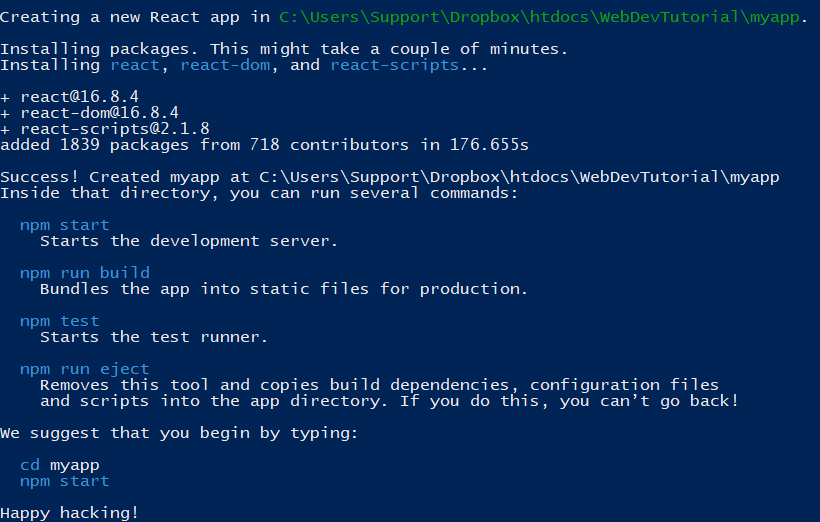 Creating a new React app in C:\Users\Support\Dropbox\htdocs\WebDevTutorial\myapp.
Installing packages. This might take a couple of minutes.
Installing react, react-dom, and react-scripts...
+ react@16.8.4
+ react-dom@16.8.4
+ react-scripts@2.1.8
added 1839 packages from 718 contributors in 176.655s
Success! Created myapp at C:\Users\Support\Dropbox\htdocs\WebDevTutorial\myapp
Inside that directory, you can run several commands:
npm start
Starts the development server.
npm run build
Bundles the app into static files for production.
npm test
Starts the test runner.
npm run eject
Removes this tool and copies build dependencies, configuration files
and scripts into the app directory. If you do this, you can’t go back!
We suggest that you begin by typing:
cd myapp
npm start
Happy hacking!